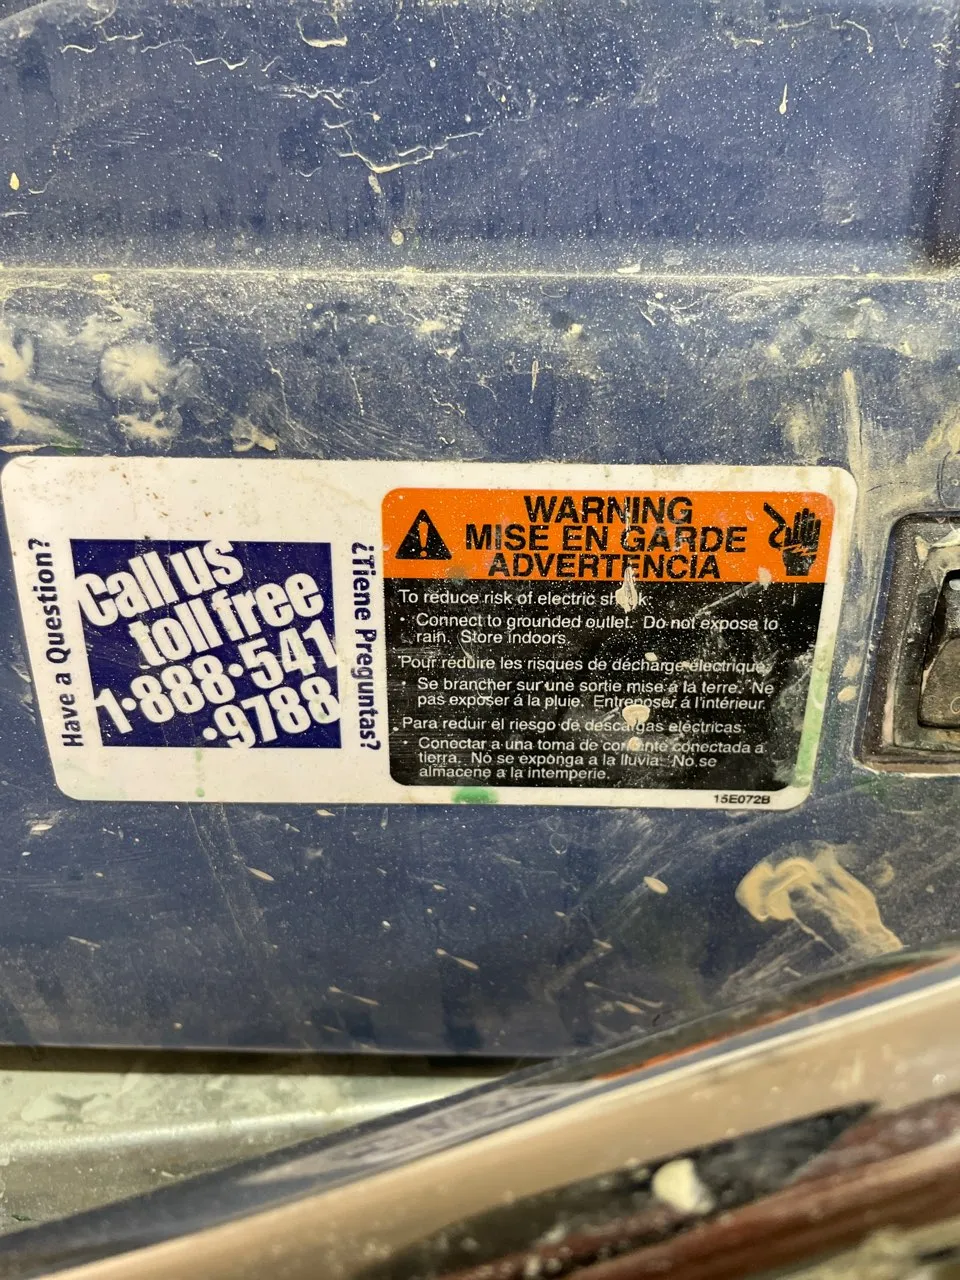 Have a Question?
Call us
toll free
1·888·541
·9788
¿Tiene Preguntas?
WARNING
MISE EN GARDE
ADVERTENCIA
To reduce risk of electric shock:
• Connect to grounded outlet. Do not expose to
rain. Store indoors.
Pour réduire les risques de décharge électrique:
• Se brancher sur une sortie mise à la terre. Ne
pas exposer à la pluie. Entreposer à l'intérieur.
Para reduir el riesgo de descargas eléctricas:
• Conectar a una toma de corriente conectada a
tierra. No se exponga a la lluvia. No se
almacene a la intemperie.
15E072B